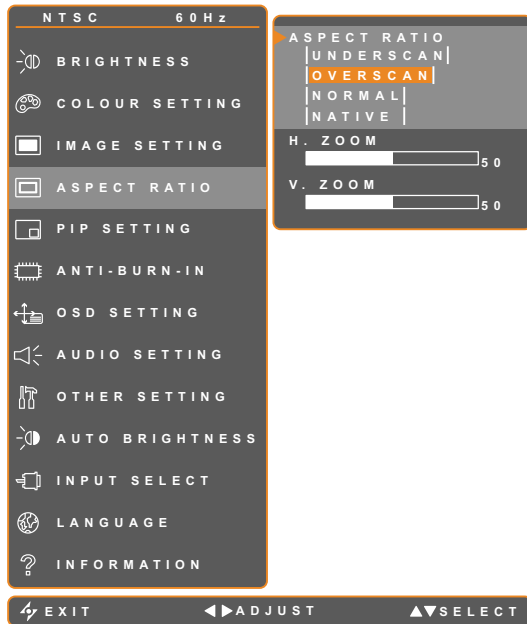 NTSC 60Hz
BRIGHTNESS
COLOUR SETTING
IMAGE SETTING
ASPECT RATIO
PIP SETTING
ANTI-BURN-IN
OSD SETTING
AUDIO SETTING
OTHER SETTING
AUTO BRIGHTNESS
INPUT SELECT
LANGUAGE
INFORMATION
ASPECT RATIO
UNDERSCAN
OVERSCAN
NORMAL
NATIVE
H. ZOOM
50
V. ZOOM
50
EXIT ADJUST SELECT